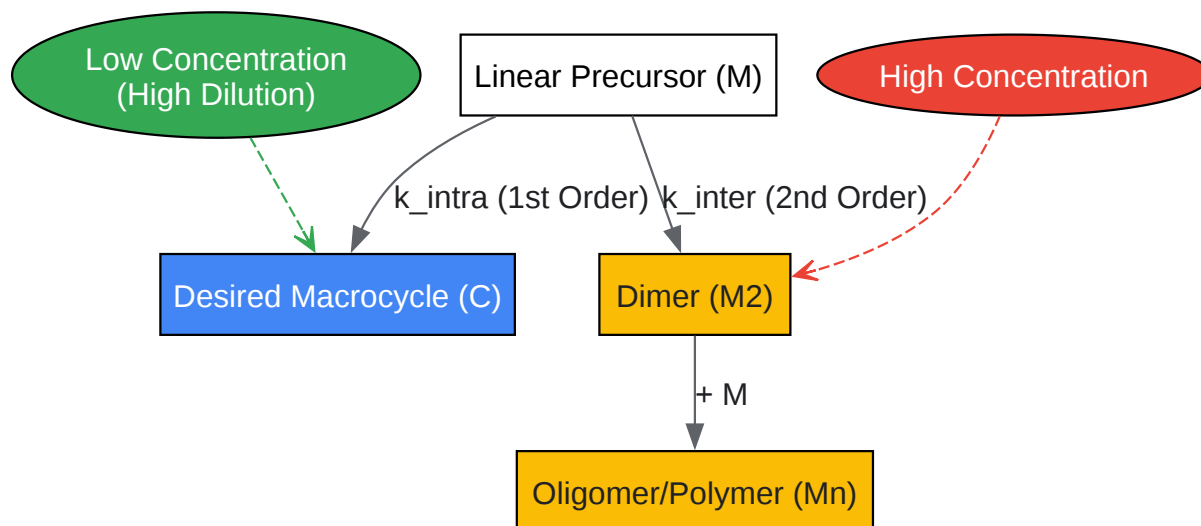 Low Concentration
(High Dilution)
Linear Precursor (M)
High Concentration
k_intra (1st Order)
k_inter (2nd Order)
Desired Macrocycle (C)
Dimer (M2)
+ M
Oligomer/Polymer (Mn)